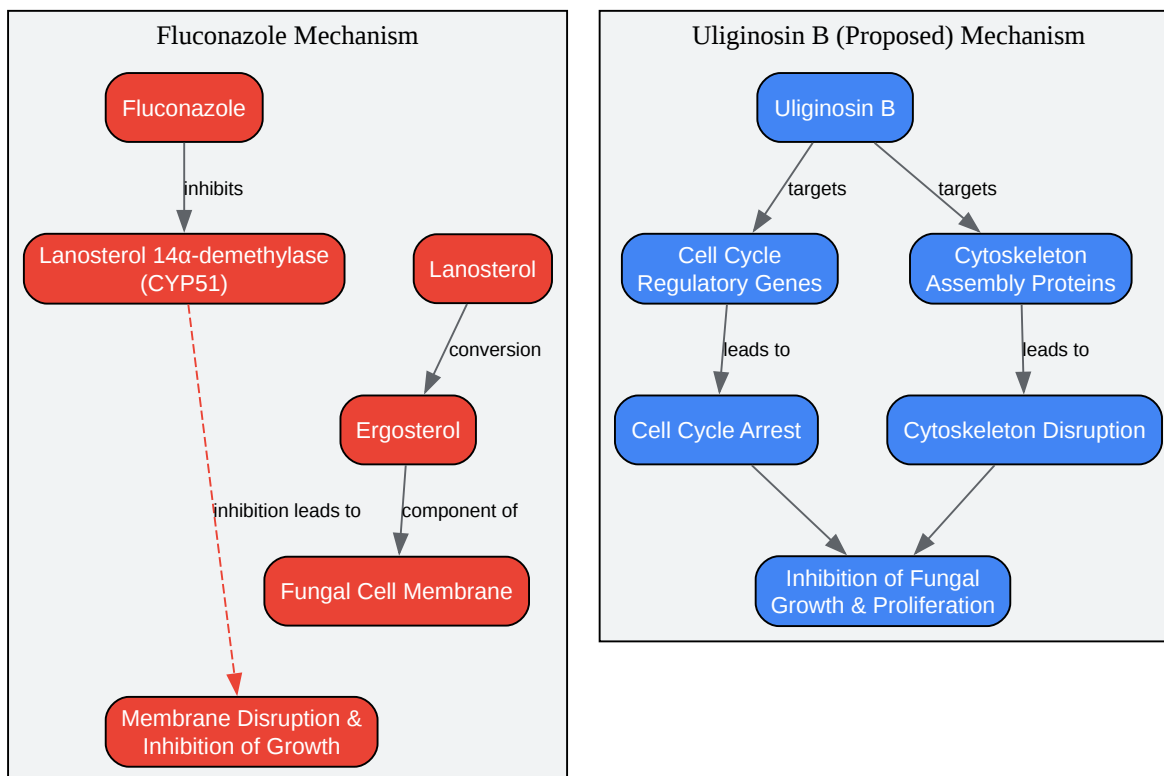 Fluconazole Mechanism
Fluconazole
inhibits
Lanosterol 14α-demethylase
(CYP51)
Lanosterol
conversion
Ergosterol
inhibition leads to
component of
Fungal Cell Membrane
Membrane Disruption &
Inhibition of Growth
Uliginosin B (Proposed) Mechanism
Uliginosin B
targets
targets
Cell Cycle
Regulatory Genes
Cytoskeleton
Assembly Proteins
leads to
leads to
Cell Cycle Arrest
Cytoskeleton Disruption
Inhibition of Fungal
Growth & Proliferation